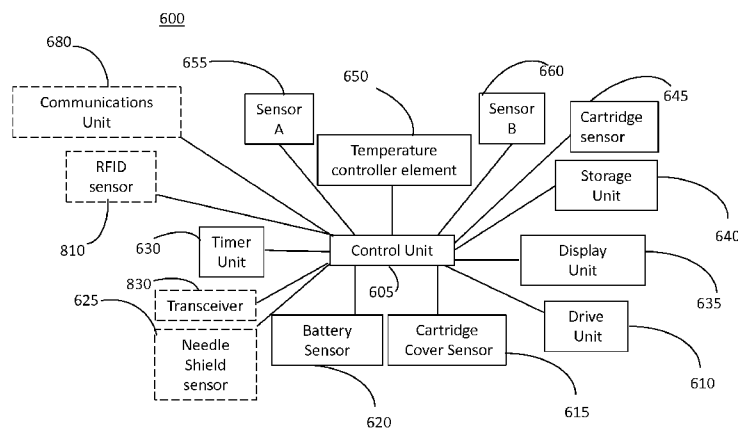 600
680
655
650
660
645
Communications
Unit
Sensor
A
Sensor
B
Cartridge
sensor
Temperature
controller element
RFID
sensor
Storage
Unit
810
630
Timer
Unit
Control Unit
640
Display
Unit
830
625
Transceiver
605
635
Needle
Shield
sensor
Battery
Sensor
Cartridge
Cover Sensor
Drive
Unit
620
615
610